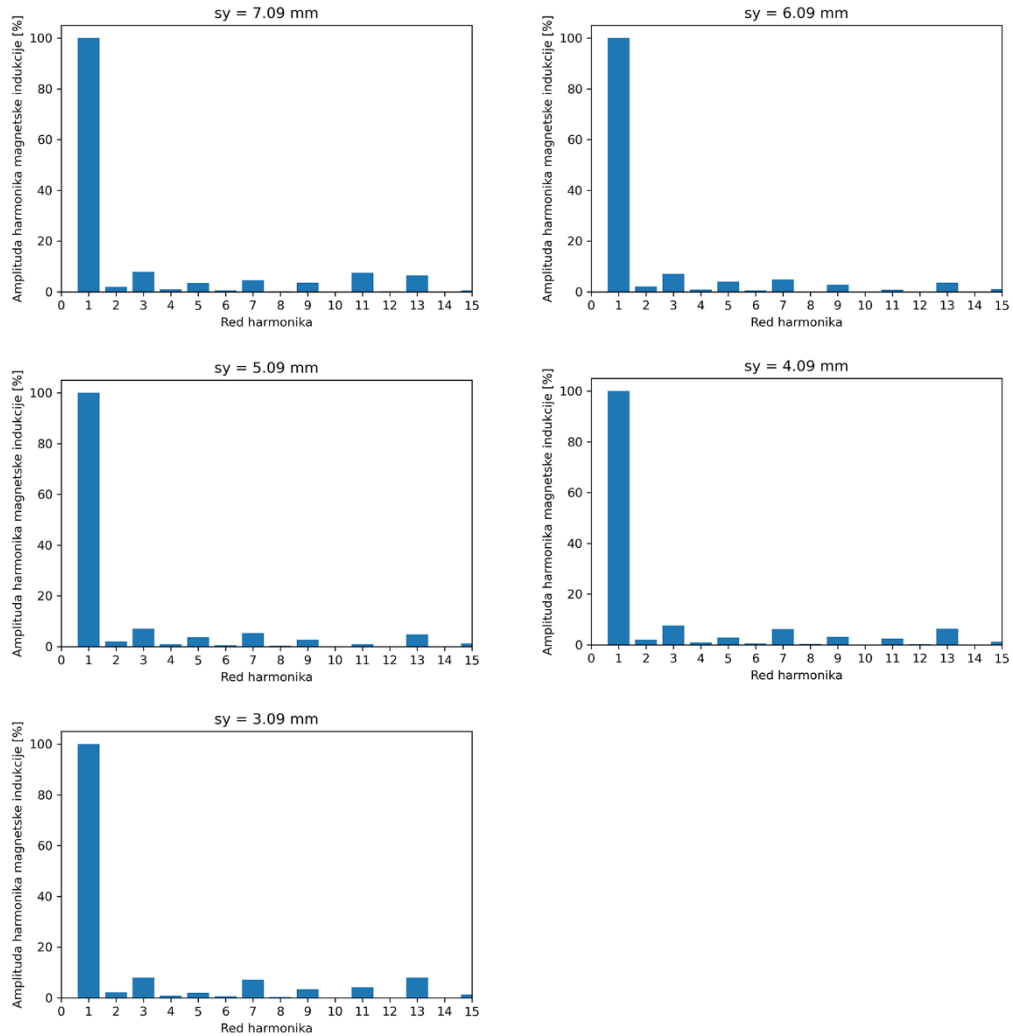 sy = 7.09 mm
Amplituda harmonika magnetske indukcije [%]
100
80
60
40
20
0
0 1 2 3 4 5 6 7 8 9 10 11 12 13 14 15
Red harmonika
sy = 6.09 mm
Amplituda harmonika magnetske indukcije [%]
100
80
60
40
20
0
0 1 2 3 4 5 6 7 8 9 10 11 12 13 14 15
Red harmonika
sy = 5.09 mm
Amplituda harmonika magnetske indukcije [%]
100
80
60
40
20
0
0 1 2 3 4 5 6 7 8 9 10 11 12 13 14 15
Red harmonika
sy = 4.09 mm
Amplituda harmonika magnetske indukcije [%]
100
80
60
40
20
0
0 1 2 3 4 5 6 7 8 9 10 11 12 13 14 15
Red harmonika
sy = 3.09 mm
Amplituda harmonika magnetske indukcije [%]
100
80
60
40
20
0
0 1 2 3 4 5 6 7 8 9 10 11 12 13 14 15
Red harmonika